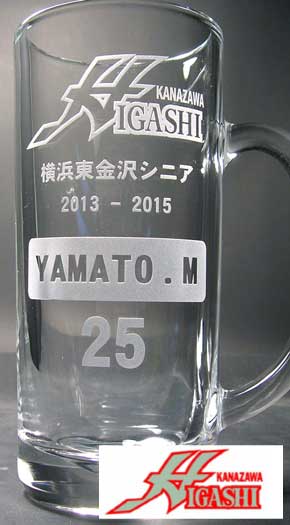 KANAZAWA
HIGASHI
横浜東金沢シニア
2013 - 2015
YAMATO.M
25
KANAZAWA
HIGASHI